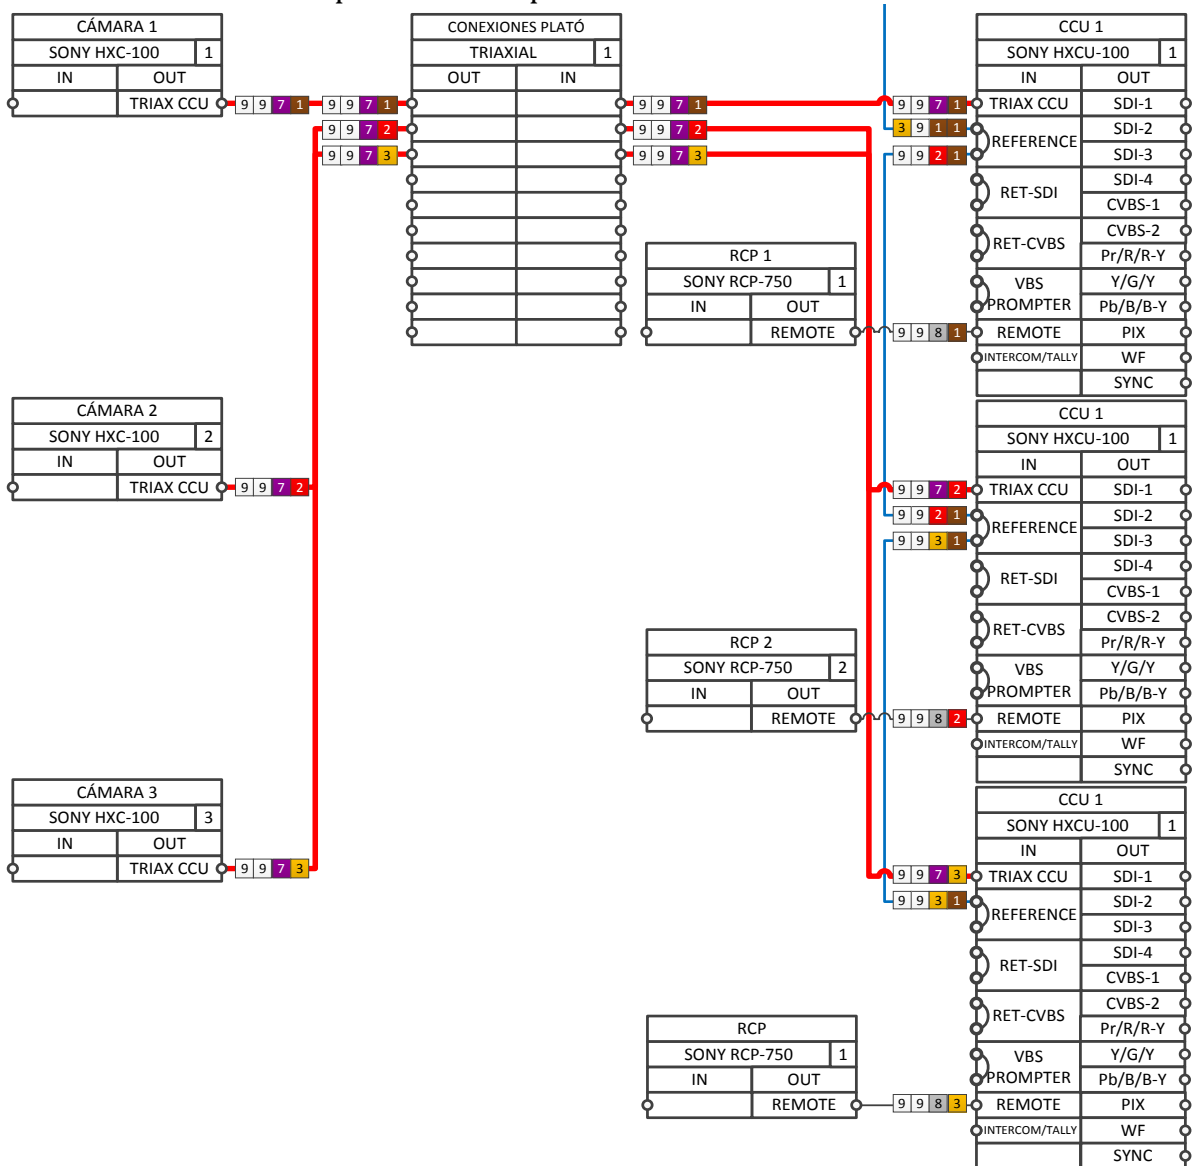 CÁMARA 1
SONY HXC-100 1
IN OUT
TRIAX CCU 9 9 7 1 9 9 7 1
9 9 7 2
9 9 7 3
CONEXIONES PLATÓ
TRIAXIAL 1
OUT IN
9 9 7 1
9 9 7 2
9 9 7 3
CCU 1
SONY HXCU-100 1
IN OUT
9 9 7 1 TRIAX CCU SDI-1
3 9 1 1 REFERENCE SDI-2
9 9 2 1 SDI-3
RET-SDI SDI-4
CVBS-1
RET-CVBS CVBS-2
Pr/R/R-Y
VBS PROMPTER Y/G/Y
Pb/B/B-Y
REMOTE PIX
INTERCOM/TALLY WF
SYNC
RCP 1
SONY RCP-750 1
IN OUT
REMOTE 9 9 8 1
CÁMARA 2
SONY HXC-100 2
IN OUT
TRIAX CCU 9 9 7 2
CCU 1
SONY HXCU-100 1
IN OUT
9 9 7 2 TRIAX CCU SDI-1
9 9 2 1 REFERENCE SDI-2
9 9 3 1 SDI-3
RET-SDI SDI-4
CVBS-1
RET-CVBS CVBS-2
Pr/R/R-Y
VBS PROMPTER Y/G/Y
Pb/B/B-Y
REMOTE PIX
INTERCOM/TALLY WF
SYNC
RCP 2
SONY RCP-750 2
IN OUT
REMOTE 9 9 8 2
CÁMARA 3
SONY HXC-100 3
IN OUT
TRIAX CCU 9 9 7 3
CCU 1
SONY HXCU-100 1
IN OUT
9 9 7 3 TRIAX CCU SDI-1
9 9 3 1 REFERENCE SDI-2
SDI-3
RET-SDI SDI-4
CVBS-1
RET-CVBS CVBS-2
Pr/R/R-Y
VBS PROMPTER Y/G/Y
Pb/B/B-Y
REMOTE PIX
INTERCOM/TALLY WF
SYNC
RCP
SONY RCP-750 1
IN OUT
REMOTE 9 9 8 3